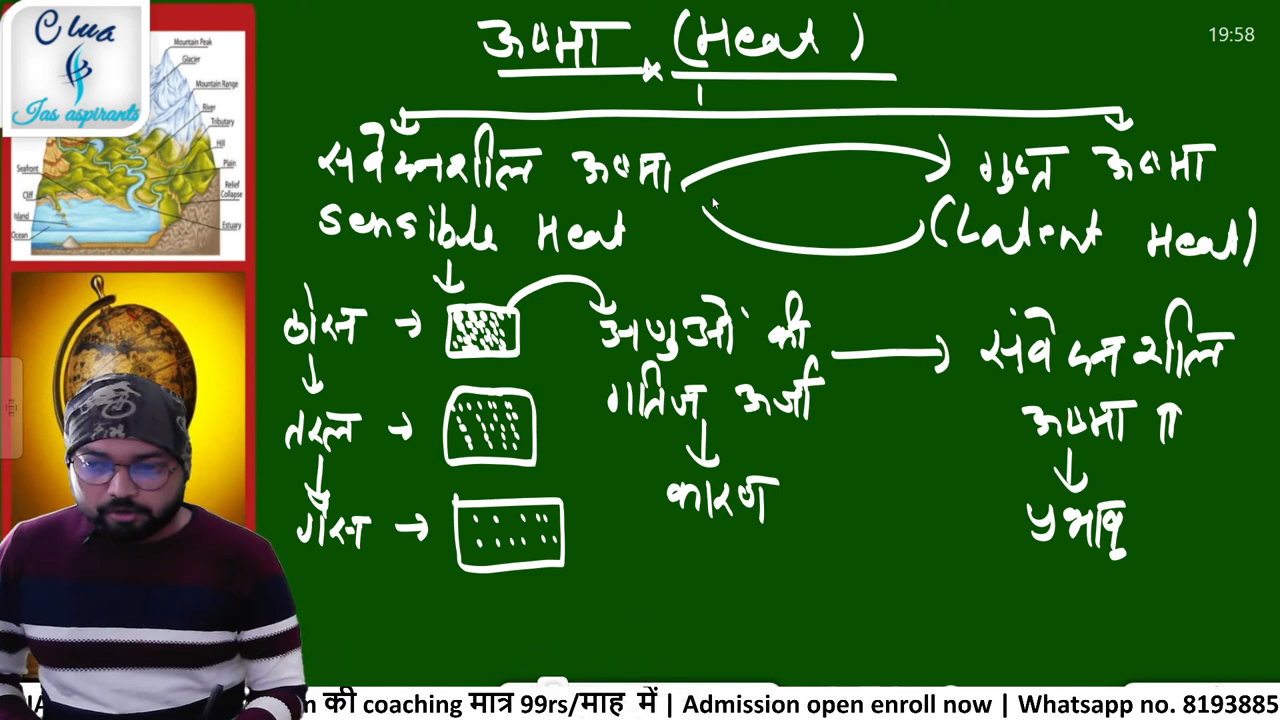 Clua
Ias aspirants
Mountain Peak
Glacier
Mountain Range
River
Tributary
Hill
Plain
Relief
Collapse
Estuary
Seafront
Cliff
Island
Ocean
19:58
ऊष्मा (Heat)
संवेदनशील ऊष्मा
Sensible Heat
गुप्त ऊष्मा
(Latent Heat)
ठोस →
तरल →
गैस →
अणुओं की
गतिज ऊर्जा
कारण
संवेदनशील
ऊष्मा ⇑
प्रभाव
की coaching मात्र 99rs/माह में | Admission open enroll now | Whatsapp no. 8193885